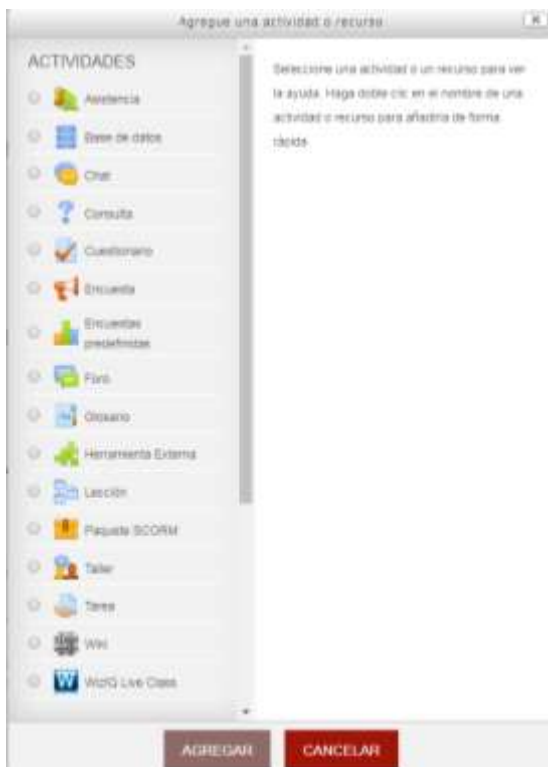 Agregue una actividad o recurso
ACTIVIDADES
Asistencia
Base de datos
Chat
Consulta
Cuestionario
Encuesta
Encuestas
predefinidas
Foro
Glosario
Herramienta Externa
Lección
Paquete SCORM
Taller
Tarea
Wiki
WizIQ Live Class
Seleccione una actividad o un recurso para ver
la ayuda. Haga doble clic en el nombre de una
actividad o recurso para añadirla de forma
rápida.
AGREGAR
CANCELAR